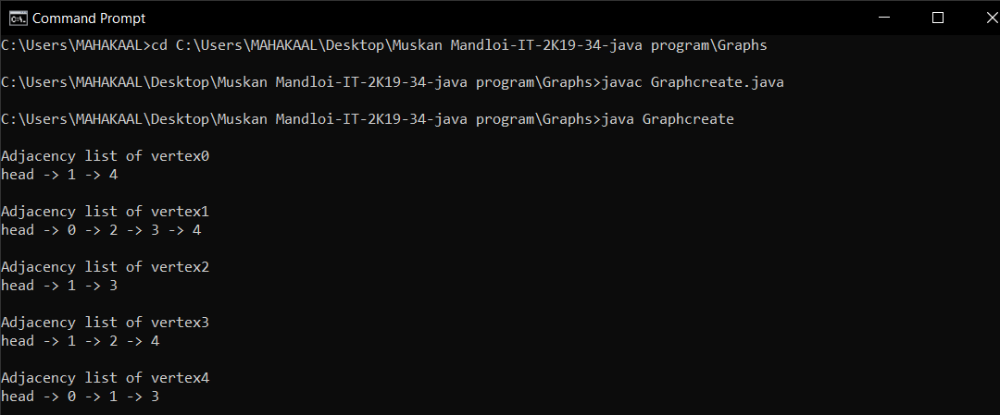 Command Prompt
C:\Users\MAHAKAAL>cd C:\Users\MAHAKAAL\Desktop\Muskan Mandloi-IT-2K19-34-java program\Graphs
C:\Users\MAHAKAAL\Desktop\Muskan Mandloi-IT-2K19-34-java program\Graphs>javac Graphcreate.java
C:\Users\MAHAKAAL\Desktop\Muskan Mandloi-IT-2K19-34-java program\Graphs>java Graphcreate
Adjacency list of vertex0
head -> 1 -> 4
Adjacency list of vertex1
head -> 0 -> 2 -> 3 -> 4
Adjacency list of vertex2
head -> 1 -> 3
Adjacency list of vertex3
head -> 1 -> 2 -> 4
Adjacency list of vertex4
head -> 0 -> 1 -> 3